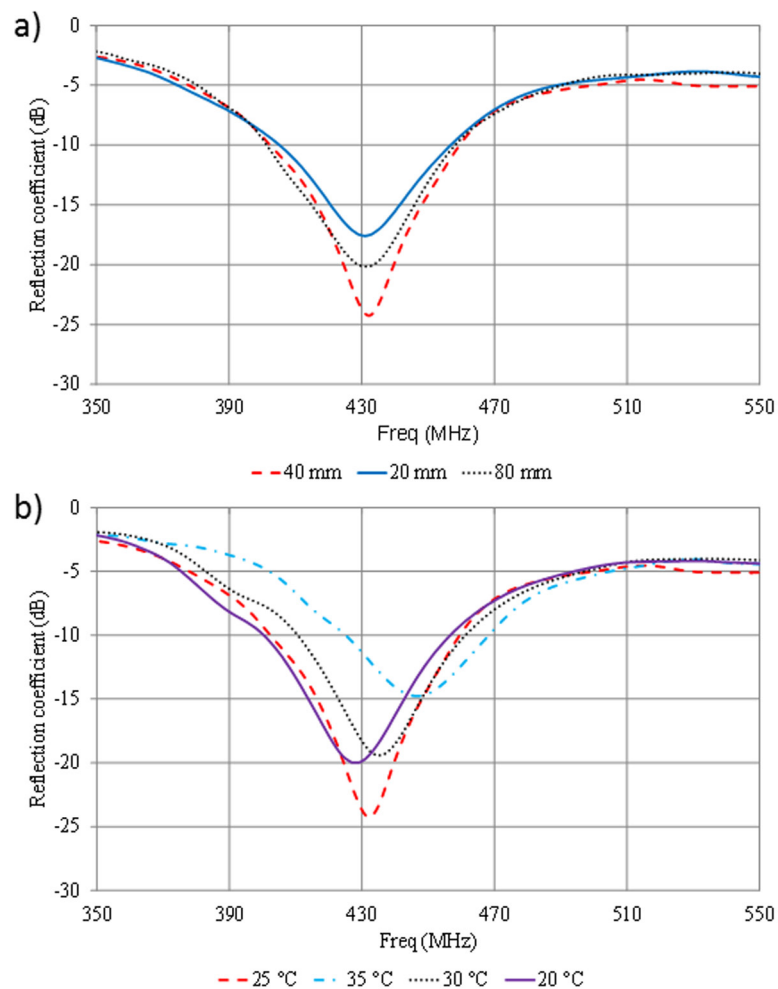 a)
0
-5
-10
-15
-20
-25
-30
Reflection coefficient (dB)
350 390 430 470 510 550
Freq (MHz)
40 mm 20 mm 80 mm
b)
0
-5
-10
-15
-20
-25
-30
Reflection coefficient (dB)
350 390 430 470 510 550
Freq (MHz)
25 °C 35 °C 30 °C 20 °C